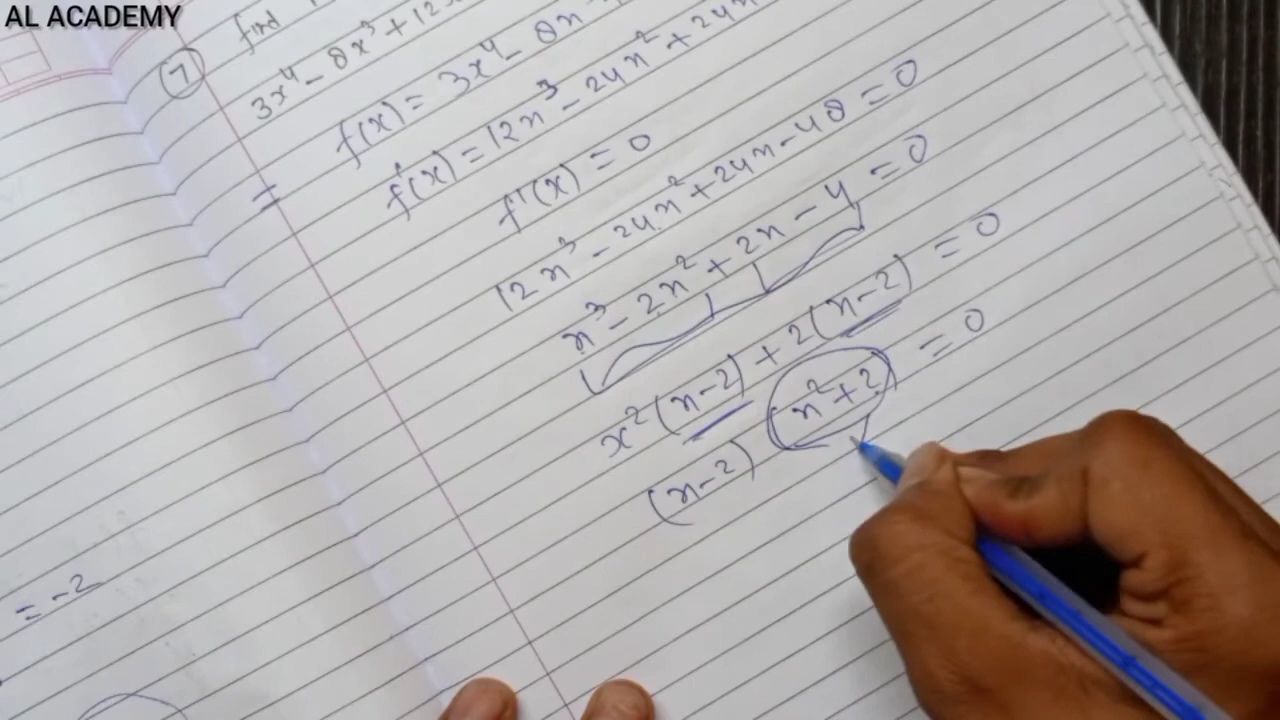 AL ACADEMY
7 find
3x⁴ - 8x³ + 12
f(x) = 3x⁴ - 8x
= f'(x) = 12x³ - 24x² + 24x
f'(x) = 0
12x³ - 24x² + 24x - 48 = 0
x³ - 2x² + 2x - 4 = 0
x²(x-2) + 2(x-2) = 0
(x-2) (x²+2) = 0
= -2